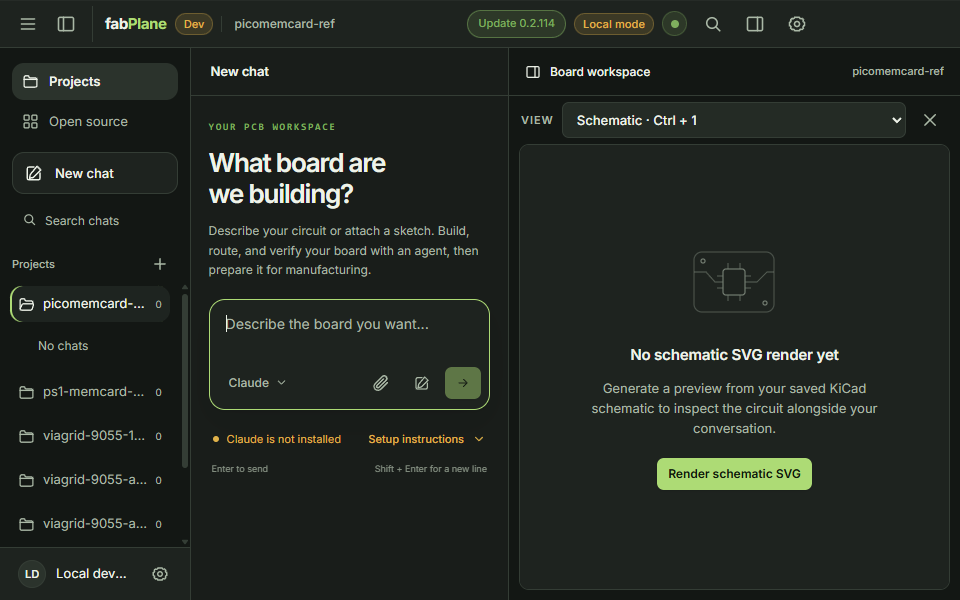 fabPlane Dev picomemcard-ref Update 0.2.114 Local mode
Projects
Open source
New chat
Search chats
Projects
picomemcard-... 0
No chats
ps1-memcard-... 0
viagrid-9055-1... 0
viagrid-9055-a... 0
viagrid-9055-a... 0
LD Local dev...
New chat
YOUR PCB WORKSPACE
What board are
we building?
Describe your circuit or attach a sketch. Build,
route, and verify your board with an agent, then
prepare it for manufacturing.
Describe the board you want...
Claude
Claude is not installed Setup instructions
Enter to send Shift + Enter for a new line
Board workspace picomemcard-ref
VIEW Schematic · Ctrl + 1
No schematic SVG render yet
Generate a preview from your saved KiCad
schematic to inspect the circuit alongside your
conversation.
Render schematic SVG